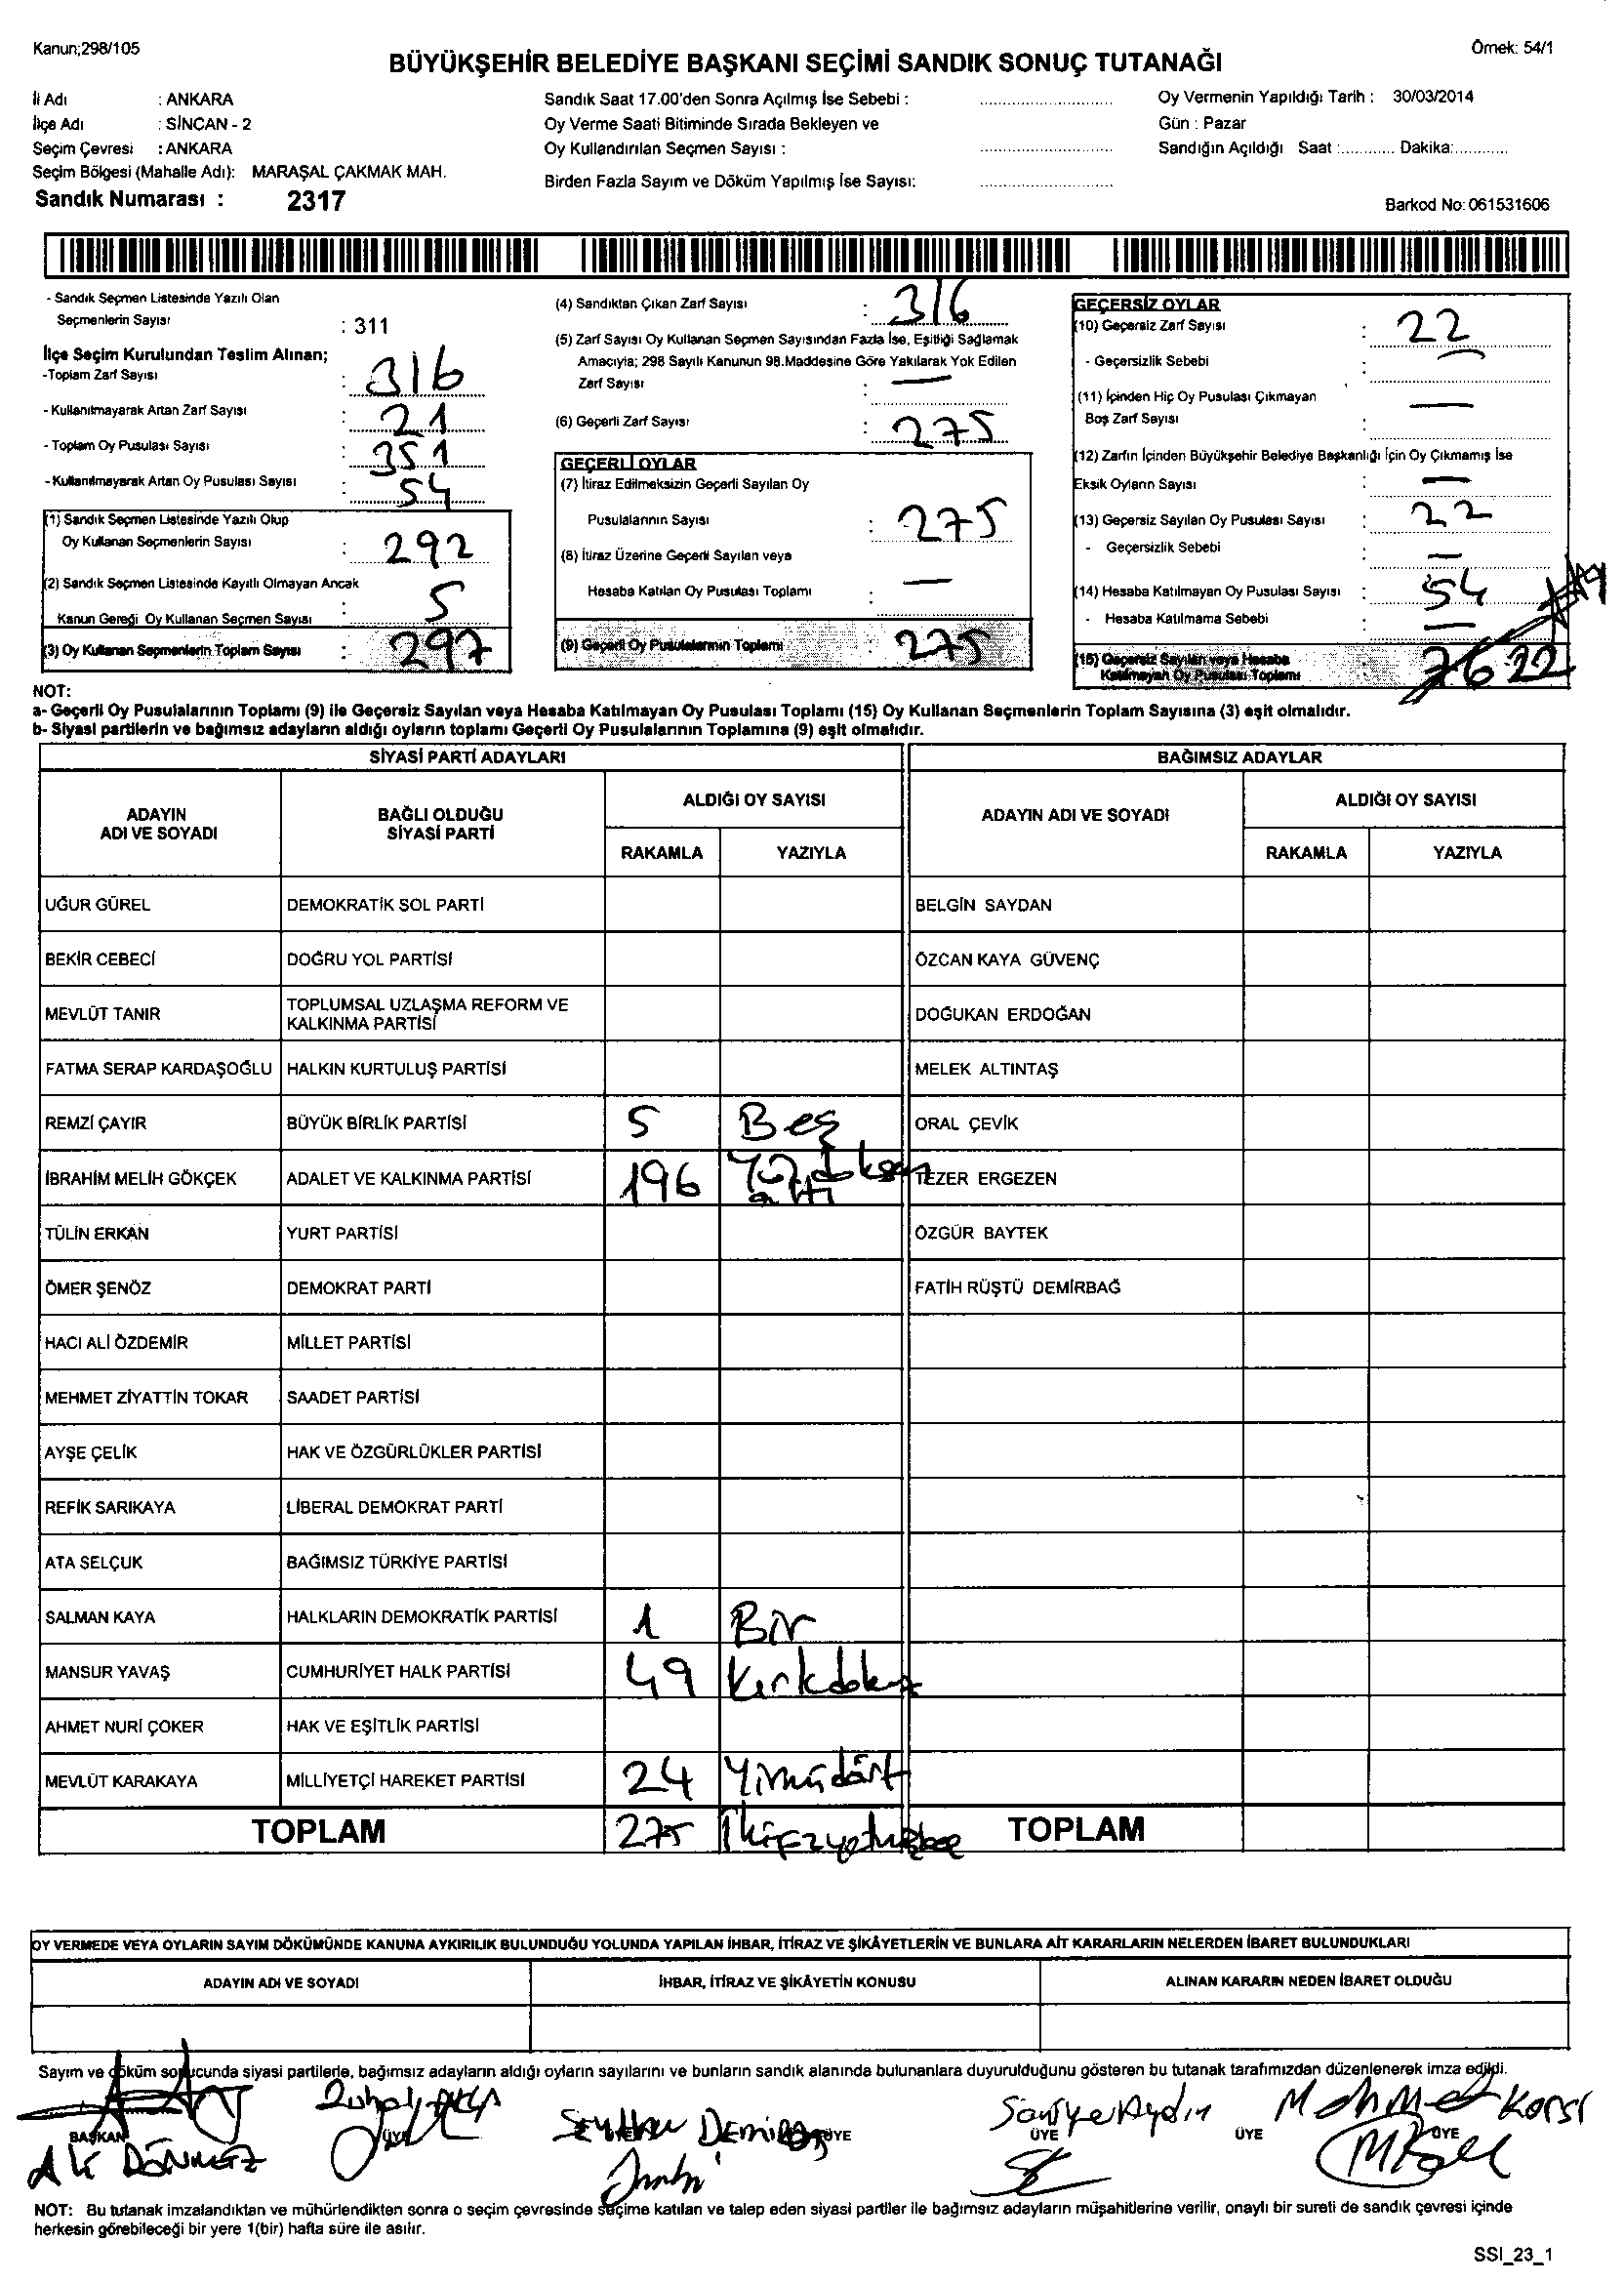 Kanun;298/105
Örnek: 54/1
BÜYÜKŞEHİR BELEDİYE BAŞKANI SEÇİMİ SANDIK SONUÇ TUTANAĞI
İl Adı : ANKARA
İlçe Adı : SİNCAN - 2
Seçim Çevresi : ANKARA
Seçim Bölgesi (Mahalle Adı): MARAŞAL ÇAKMAK MAH.
Sandık Numarası : 2317
Sandık Saat 17.00'den Sonra Açılmış İse Sebebi :
Oy Verme Saati Bitiminde Sırada Bekleyen ve
Oy Kullandırılan Seçmen Sayısı :
Birden Fazla Sayım ve Döküm Yapılmış İse Sayısı:
Oy Vermenin Yapıldığı Tarih : 30/03/2014
Gün : Pazar
Sandığın Açıldığı Saat :............ Dakika:............
Barkod No: 061531606
- Sandık Seçmen Listesinde Yazılı Olan
Seçmenlerin Sayısı : 311
İlçe Seçim Kurulundan Teslim Alınan;
-Toplam Zarf Sayısı : 316
- Kullanılmayarak Artan Zarf Sayısı : 21
- Toplam Oy Pusulası Sayısı : 351
- Kullanılmayarak Artan Oy Pusulası Sayısı : 54
(1) Sandık Seçmen Listesinde Yazılı Olup
Oy Kullanan Seçmenlerin Sayısı : 292
(2) Sandık Seçmen Listesinde Kayıtlı Olmayan Ancak
Kanun Gereği Oy Kullanan Seçmen Sayısı : 5
(3) Oy Kullanan Seçmenlerin Toplam Sayısı : 297
(4) Sandıktan Çıkan Zarf Sayısı : 316
(5) Zarf Sayısı Oy Kullanan Seçmen Sayısından Fazla İse, Eşitliği Sağlamak
Amacıyla; 298 Sayılı Kanunun 98.Maddesine Göre Yakılarak Yok Edilen
Zarf Sayısı : —
(6) Geçerli Zarf Sayısı : 275
GEÇERLİ OYLAR
(7) İtiraz Edilmeksizin Geçerli Sayılan Oy
Pusulalarının Sayısı : 275
(8) İtiraz Üzerine Geçerli Sayılan veya
Hesaba Katılan Oy Pusulası Toplamı : —
(9) Geçerli Oy Pusulalarının Toplamı : 275
GEÇERSİZ OYLAR
(10) Geçersiz Zarf Sayısı : 22
- Geçersizlik Sebebi : —
(11) İçinden Hiç Oy Pusulası Çıkmayan
Boş Zarf Sayısı : —
(12) Zarfın İçinden Büyükşehir Belediye Başkanlığı İçin Oy Çıkmamış İse
Eksik Oyların Sayısı : —
(13) Geçersiz Sayılan Oy Pusulası Sayısı : 22
- Geçersizlik Sebebi : —
(14) Hesaba Katılmayan Oy Pusulası Sayısı : 54
- Hesaba Katılmama Sebebi : —
(15) Geçersiz Sayılan veya Hesaba
Katılmayan Oy Pusulası Toplamı 76 22
NOT:
a- Geçerli Oy Pusulalarının Toplamı (9) ile Geçersiz Sayılan veya Hesaba Katılmayan Oy Pusulası Toplamı (15) Oy Kullanan Seçmenlerin Toplam Sayısına (3) eşit olmalıdır.
b- Siyasi partilerin ve bağımsız adayların aldığı oyların toplamı Geçerli Oy Pusulalarının Toplamına (9) eşit olmalıdır.
SİYASİ PARTİ ADAYLARI BAĞIMSIZ ADAYLAR
ADAYIN ADI VE SOYADI BAĞLI OLDUĞU SİYASİ PARTİ ALDIĞI OY SAYISI ADAYIN ADI VE SOYADI ALDIĞI OY SAYISI
RAKAMLA YAZIYLA RAKAMLA YAZIYLA
UĞUR GÜREL DEMOKRATİK SOL PARTİ BELGİN SAYDAN
BEKİR CEBECİ DOĞRU YOL PARTİSİ ÖZCAN KAYA GÜVENÇ
MEVLÜT TANIR TOPLUMSAL UZLAŞMA REFORM VE KALKINMA PARTİSİ DOĞUKAN ERDOĞAN
FATMA SERAP KARDAŞOĞLU HALKIN KURTULUŞ PARTİSİ MELEK ALTINTAŞ
REMZİ ÇAYIR BÜYÜK BİRLİK PARTİSİ 5 Beş ORAL ÇEVİK
İBRAHİM MELİH GÖKÇEK ADALET VE KALKINMA PARTİSİ 196 Yüzdoksan altı TEZER ERGEZEN
TÜLİN ERKAN YURT PARTİSİ ÖZGÜR BAYTEK
ÖMER ŞENÖZ DEMOKRAT PARTİ FATİH RÜŞTÜ DEMİRBAĞ
HACI ALİ ÖZDEMİR MİLLET PARTİSİ
MEHMET ZİYATTİN TOKAR SAADET PARTİSİ
AYŞE ÇELİK HAK VE ÖZGÜRLÜKLER PARTİSİ
REFİK SARIKAYA LİBERAL DEMOKRAT PARTİ
ATA SELÇUK BAĞIMSIZ TÜRKİYE PARTİSİ
SALMAN KAYA HALKLARIN DEMOKRATİK PARTİSİ 1 Bir
MANSUR YAVAŞ CUMHURİYET HALK PARTİSİ 49 Kırkdokuz
AHMET NURİ ÇOKER HAK VE EŞİTLİK PARTİSİ
MEVLÜT KARAKAYA MİLLİYETÇİ HAREKET PARTİSİ 24 Yirmidört
TOPLAM 275 TOPLAM
OY VERMEDE VEYA OYLARIN SAYIM DÖKÜMÜNDE KANUNA AYKIRILIK BULUNDUĞU YOLUNDA YAPILAN İHBAR, İTİRAZ VE ŞİKÂYETLERİN VE BUNLARA AİT KARARLARIN NELERDEN İBARET BULUNDUKLARI
ADAYIN ADI VE SOYADI İHBAR, İTİRAZ VE ŞİKÂYETİN KONUSU ALINAN KARARIN NEDEN İBARET OLDUĞU
Sayım ve döküm sonucunda siyasi partilerle, bağımsız adayların aldığı oyların sayılarını ve bunların sandık alanında bulunanlara duyurulduğunu gösteren bu tutanak tarafımızdan düzenlenerek imza edildi.
Saniye Aydın Mehmet
BAŞKAN ÜYE ÜYE ÜYE ÜYE ÜYE
Ali DÖNMEZ
NOT: Bu tutanak imzalandıktan ve mühürlendikten sonra o seçim çevresinde seçime katılan ve talep eden siyasi partiler ile bağımsız adayların müşahitlerine verilir, onaylı bir sureti de sandık çevresi içinde
herkesin görebileceği bir yere 1(bir) hafta süre ile asılır.
SSI_23_1